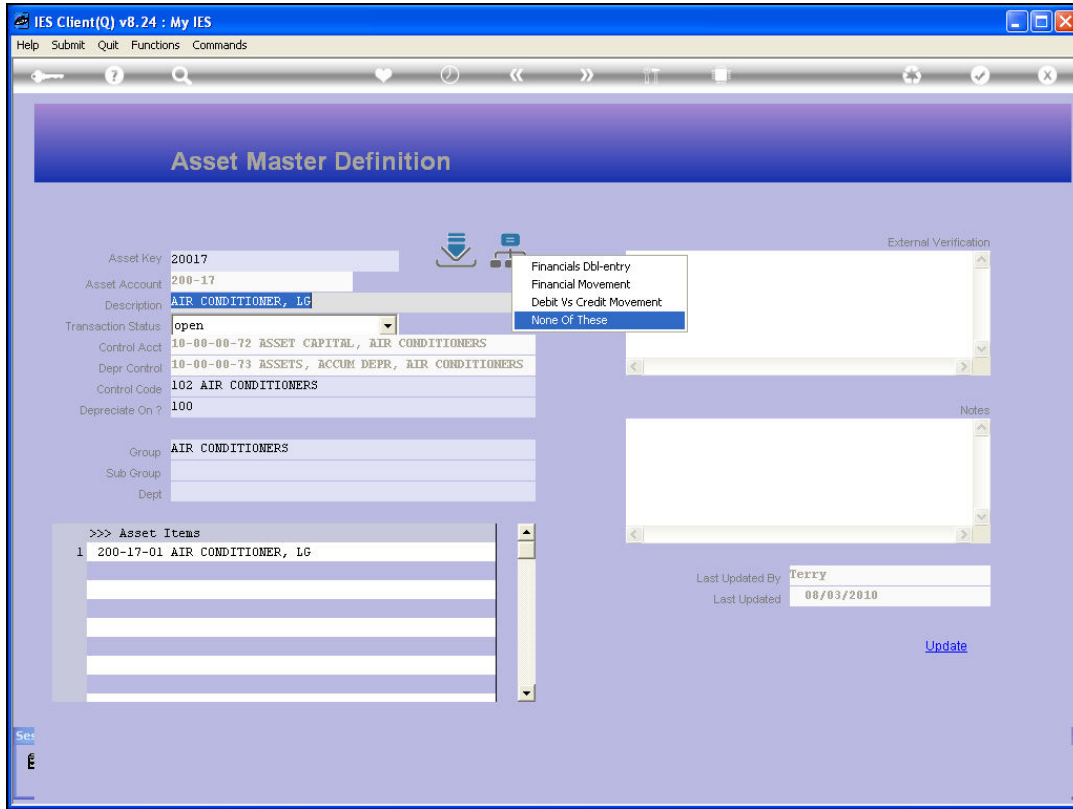 IES Client(Q) v8.24 : My IES
Help Submit Quit Functions Commands
Asset Master Definition
External Verification
Asset Key 20017
Asset Account 200-17
Description AIR CONDITIONER, LG
Transaction Status open
Control Acct 10-00-00-72 ASSET CAPITAL, AIR CONDITIONERS
Depr Control 10-00-00-73 ASSETS, ACCUM DEPR, AIR CONDITIONERS
Control Code 102 AIR CONDITIONERS
Depreciate On ? 100
Financials Dbl-entry
Financial Movement
Debit Vs Credit Movement
None Of These
Notes
Group AIR CONDITIONERS
Sub Group
Dept
>>> Asset Items
1 200-17-01 AIR CONDITIONER, LG
Last Updated By Terry
Last Updated 08/03/2010
Update